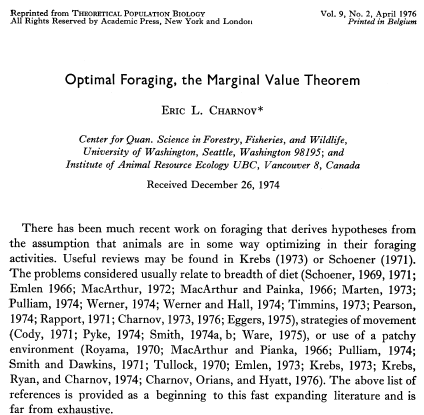 Reprinted from THEORETICAL POPULATION BIOLOGY
All Rights Reserved by Academic Press, New York and London
Vol. 9, No. 2, April 1976
Printed in Belgium
Optimal Foraging, the Marginal Value Theorem
ERIC L. CHARNOV*
Center for Quan. Science in Forestry, Fisheries, and Wildlife,
University of Washington, Seattle, Washington 98195; and
Institute of Animal Resource Ecology UBC, Vancouver 8, Canada
Received December 26, 1974
There has been much recent work on foraging that derives hypotheses from
the assumption that animals are in some way optimizing in their foraging
activities. Useful reviews may be found in Krebs (1973) or Schoener (1971).
The problems considered usually relate to breadth of diet (Schoener, 1969, 1971;
Emlen 1966; MacArthur, 1972; MacArthur and Painka, 1966; Marten, 1973;
Pulliam, 1974; Werner, 1974; Werner and Hall, 1974; Timmins, 1973; Pearson,
1974; Rapport, 1971; Charnov, 1973, 1976; Eggers, 1975), strategies of movement
(Cody, 1971; Pyke, 1974; Smith, 1974a, b; Ware, 1975), or use of a patchy
environment (Royama, 1970; MacArthur and Pianka, 1966; Pulliam, 1974;
Smith and Dawkins, 1971; Tullock, 1970; Emlen, 1973; Krebs, 1973; Krebs,
Ryan, and Charnov, 1974; Charnov, Orians, and Hyatt, 1976). The above list of
references is provided as a beginning to this fast expanding literature and is
far from exhaustive.